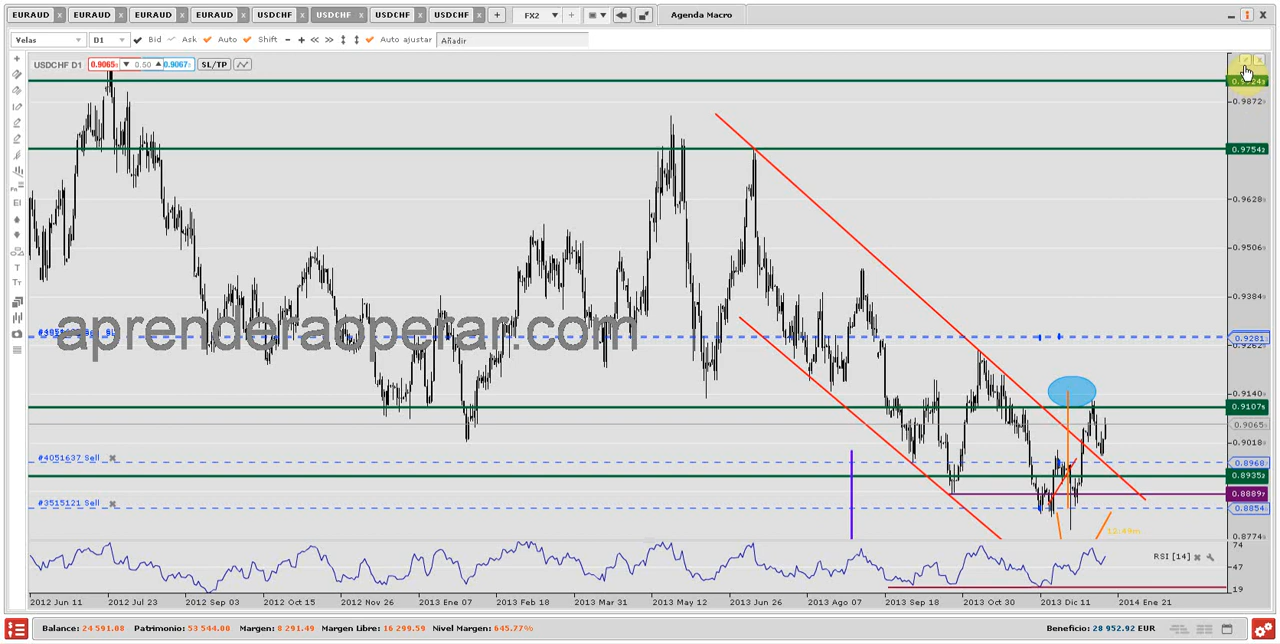 EURAUD EURAUD EURAUD EURAUD USDCHF USDCHF USDCHF USDCHF FX2 Agenda Macro
Velas D1 Bid Ask Auto Shift Auto ajustar Añadir
USDCHF D1 0.9065 0.50 0.9067 SL/TP
0.9872
0.9754
0.9628
0.9506
0.9384
aprenderaoperar.com
0.9281
0.9262
0.9140
0.9107
0.9065
0.9018
#4051637 Sell
0.8968
0.8935
0.8889
#3515121 Sell
0.8854
0.8774
74
RSI [14]
47
19
2012 Jun 11 2012 Jul 23 2012 Sep 03 2012 Oct 15 2012 Nov 26 2013 Ene 07 2013 Feb 18 2013 Mar 31 2013 May 12 2013 Jun 26 2013 Ago 07 2013 Sep 18 2013 Oct 30 2013 Dic 11 2014 Ene 21
Balance: 24 591.08 Patrimonio: 53 544.00 Margen: 8 291.49 Margen Libre: 16 299.59 Nivel Margen: 645.77% Beneficio: 28 952.92 EUR